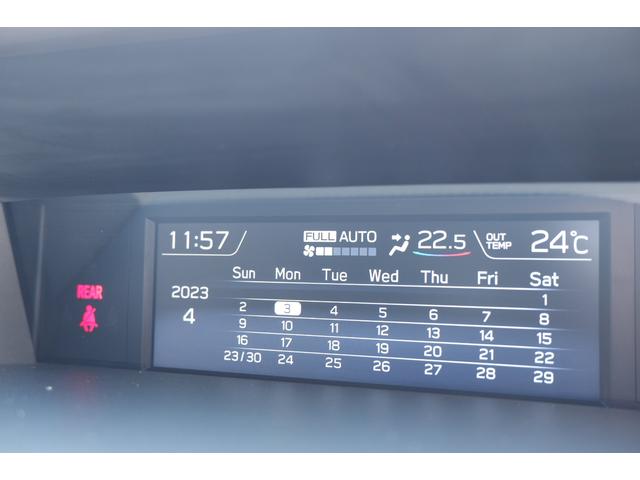 11:57 FULL AUTO 22.5 OUT TEMP 24℃
Sun Mon Tue Wed Thu Fri Sat
2023 1
REAR 2 3 4 5 6 7 8
4 9 10 11 12 13 14 15
16 17 18 19 20 21 22
23/30 24 25 26 27 28 29